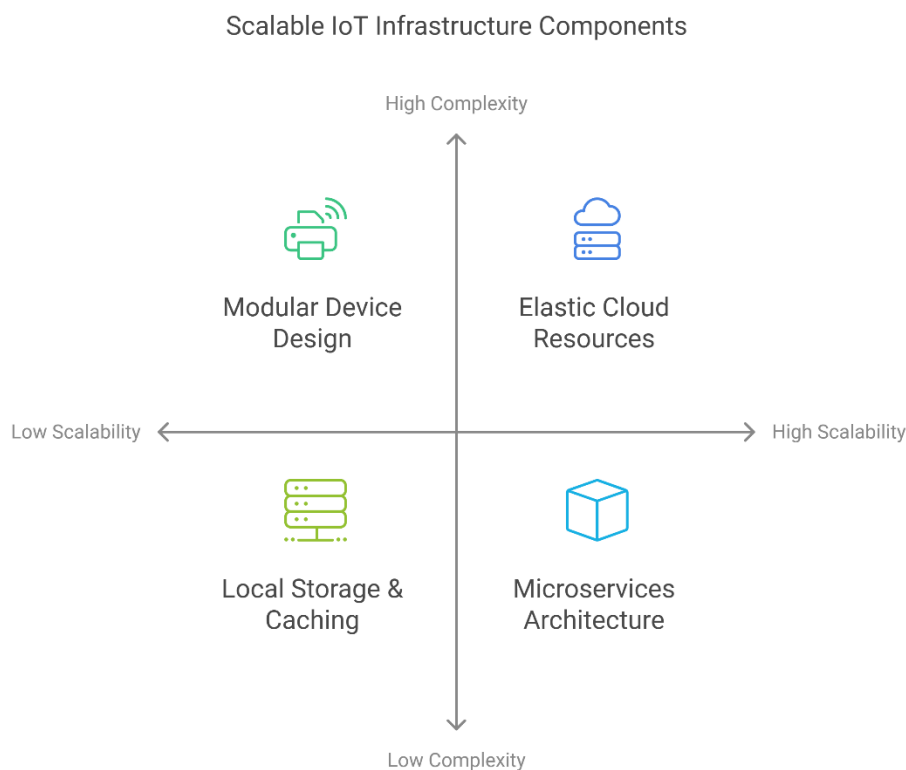 Scalable IoT Infrastructure Components
High Complexity
Modular Device
Design
Elastic Cloud
Resources
Low Scalability
High Scalability
Local Storage &
Caching
Microservices
Architecture
Low Complexity